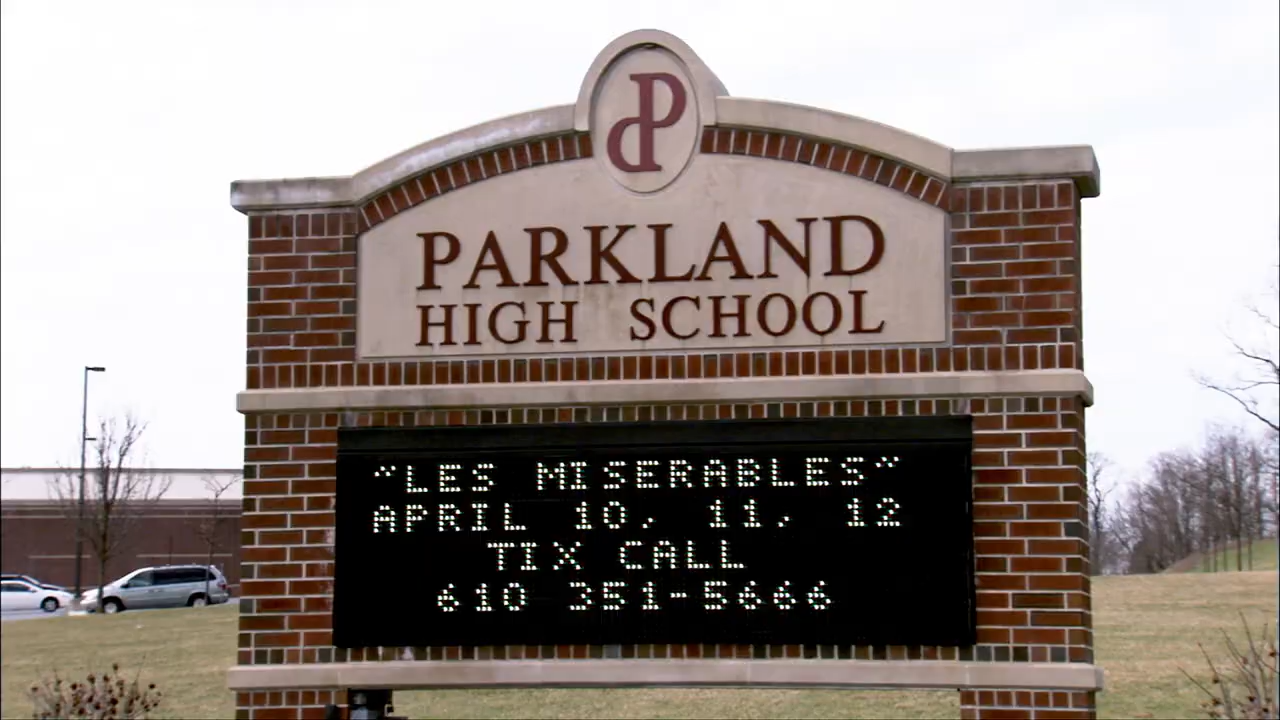 PARKLAND
HIGH SCHOOL
"LES MISERABLES"
APRIL 10, 11, 12
TIX CALL
610 351-5666